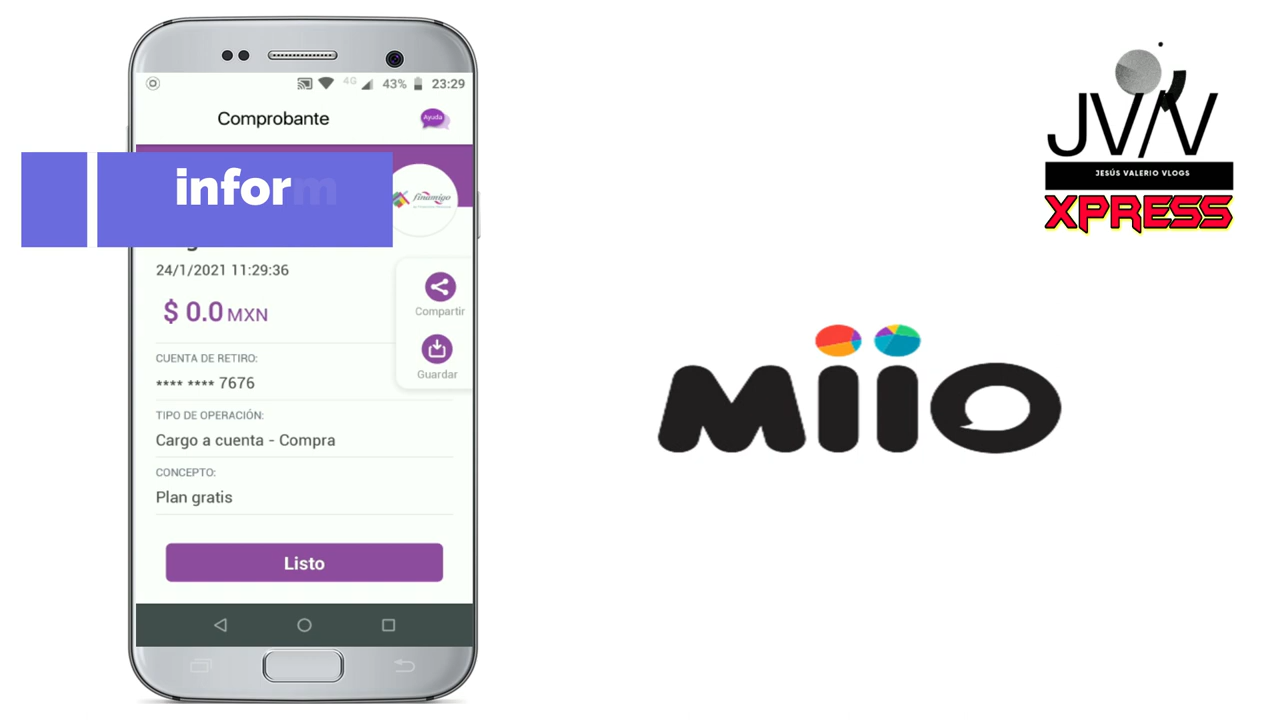 4G 43% 23:29
Comprobante
Ayuda
infor
finamigo
24/1/2021 11:29:36
$ 0.0 MXN
Compartir
CUENTA DE RETIRO:
**** **** 7676
Guardar
TIPO DE OPERACIÓN:
Cargo a cuenta - Compra
CONCEPTO:
Plan gratis
Listo
MIIO
JVV
JESÚS VALERIO VLOGS
XPRESS